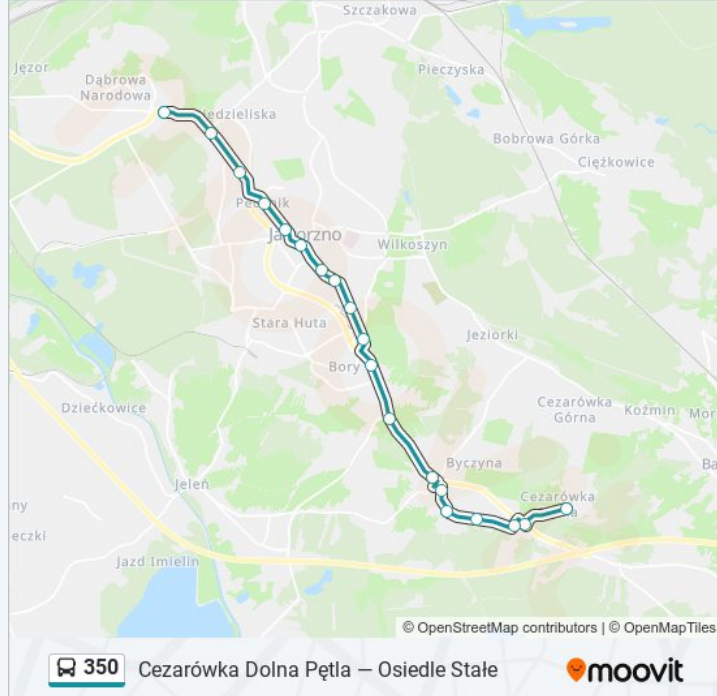 Szczakowa
Jęzor
Pieczyska
Dąbrowa
Narodowa
Bobrowa Górka
Ciężkowice
Jaworzno
Wilkoszyn
Stara Huta
Jeziorki
Bory
Cezarówka
Górna
Koźmin
Dziećkowice
Byczyna
Jeleń
Cezarówka
Jazd Imielin
© OpenStreetMap contributors | © OpenMapTiles
350 Cezarówka Dolna Pętla — Osiedle Stałe
moovit